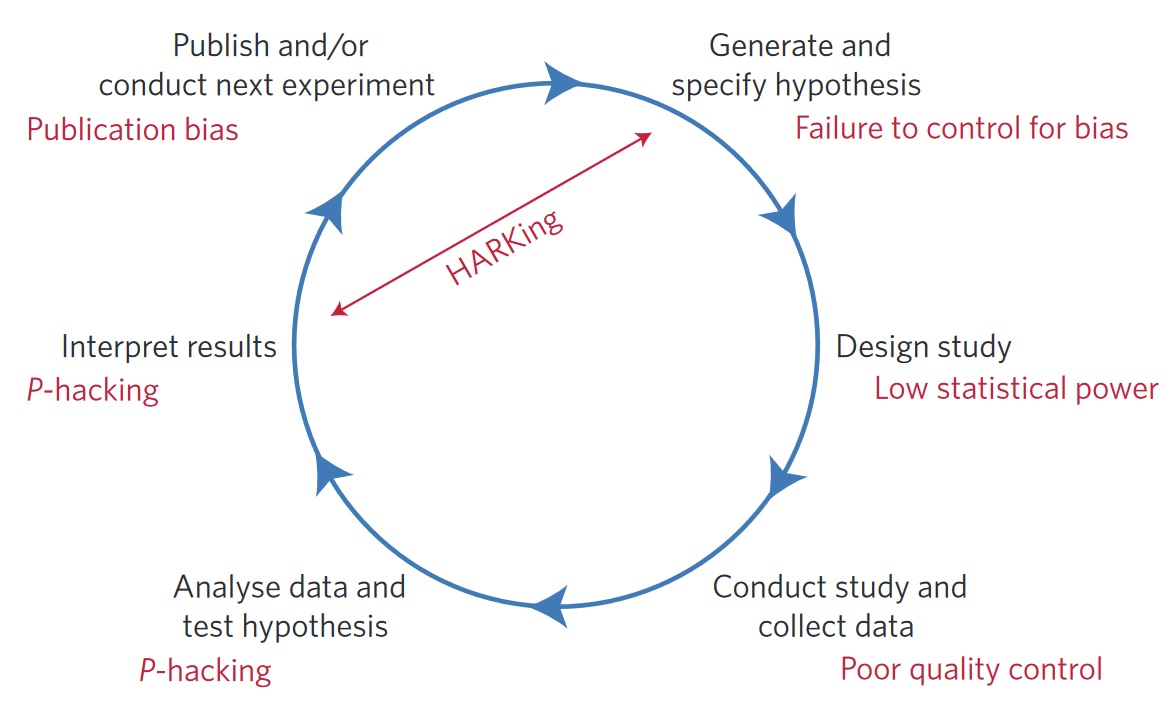 Publish and/or
conduct next experiment
Publication bias
Generate and
specify hypothesis
Failure to control for bias
HARKing
Interpret results
P-hacking
Design study
Low statistical power
Analyse data and
test hypothesis
P-hacking
Conduct study and
collect data
Poor quality control